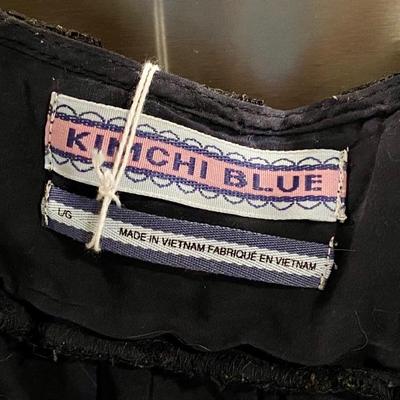 KIMCHI BLUE
L/G
MADE IN VIETNAM FABRIQUÉ EN VIETNAM